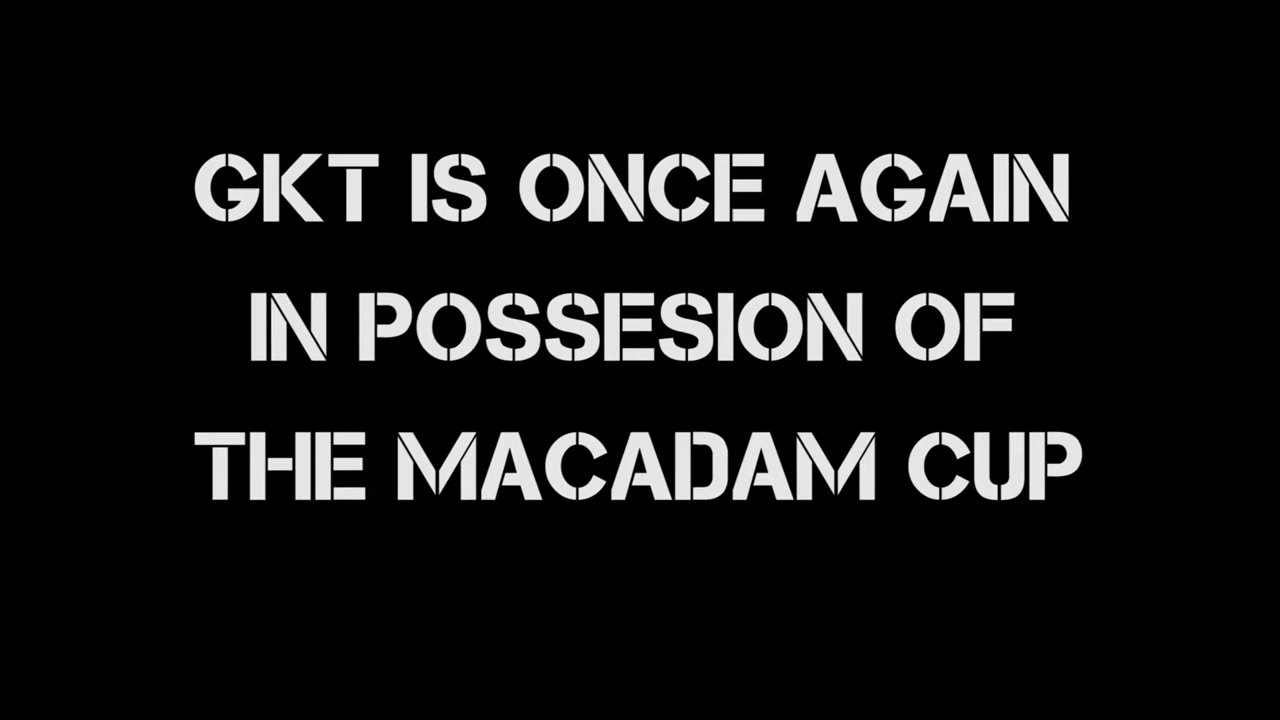 GKT IS ONCE AGAIN
IN POSSESION OF
THE MACADAM CUP